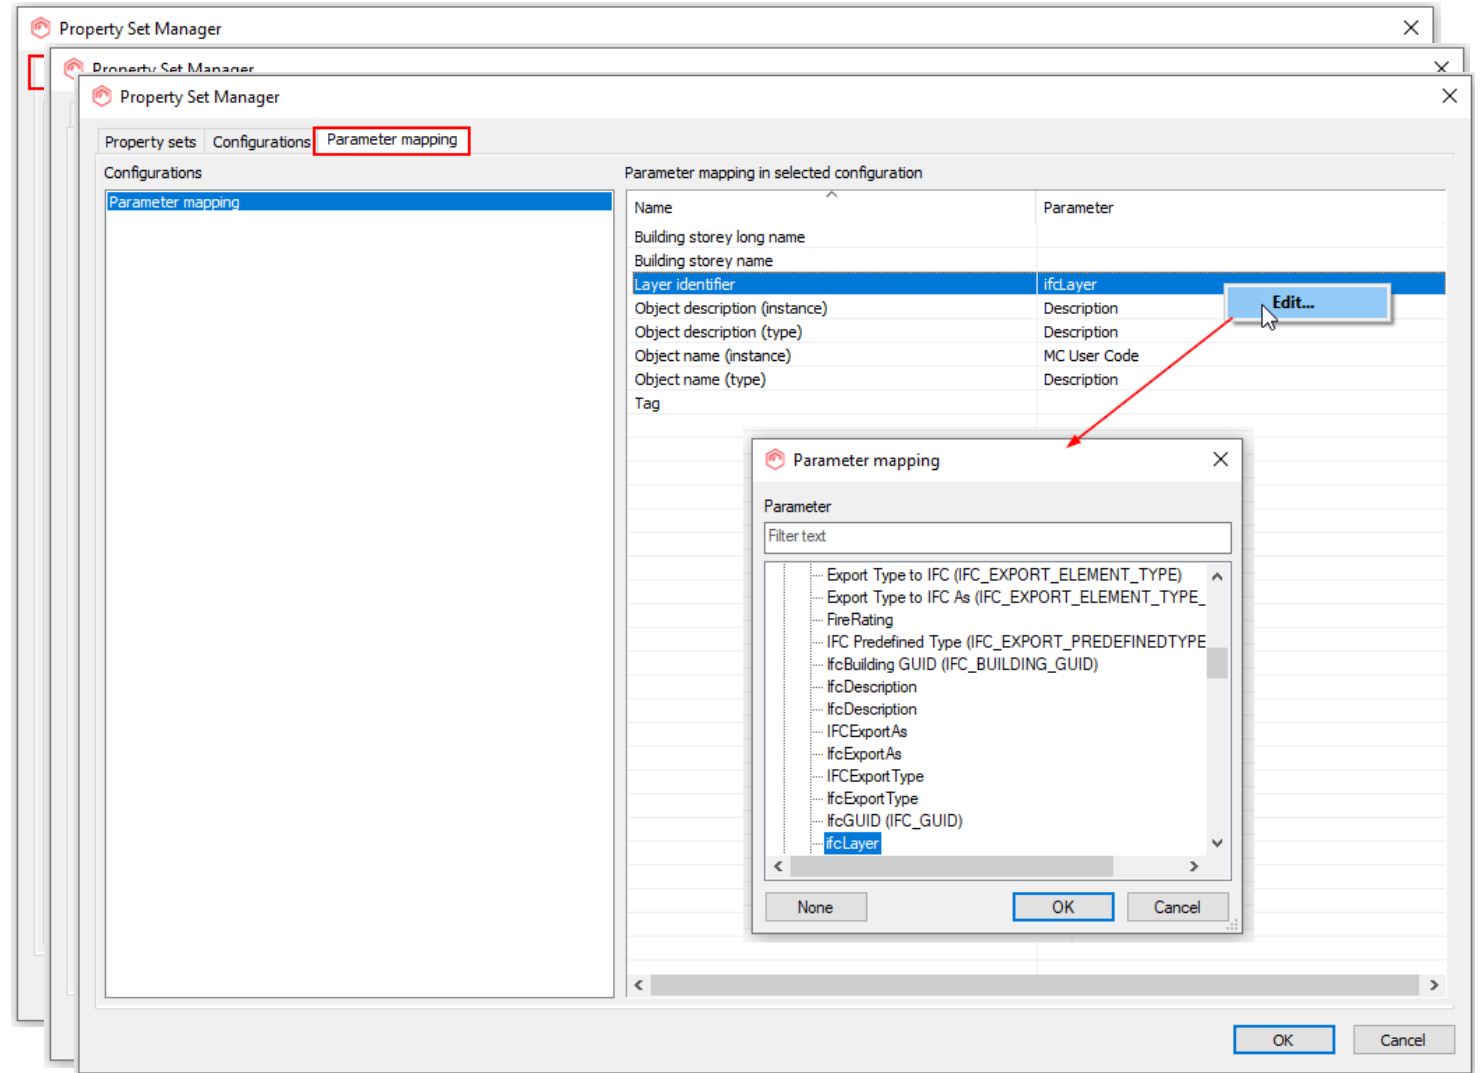 Property Set Manager
Property Set Manager
Property Set Manager
Property sets Configurations Parameter mapping
Configurations
Parameter mapping
Parameter mapping in selected configuration
Name Parameter
Building storey long name
Building storey name
Layer identifier ifcLayer
Object description (instance) Description
Object description (type) Description
Object name (instance) MC User Code
Object name (type) Description
Tag
Edit...
Parameter mapping
Parameter
Filter text
Export Type to IFC (IFC_EXPORT_ELEMENT_TYPE)
Export Type to IFC As (IFC_EXPORT_ELEMENT_TYPE_
FireRating
IFC Predefined Type (IFC_EXPORT_PREDEFINEDTYPE
IfcBuilding GUID (IFC_BUILDING_GUID)
IfcDescription
IfcDescription
IFCExportAs
IfcExportAs
IFCExportType
IfcExportType
IfcGUID (IFC_GUID)
ifcLayer
None OK Cancel
OK Cancel